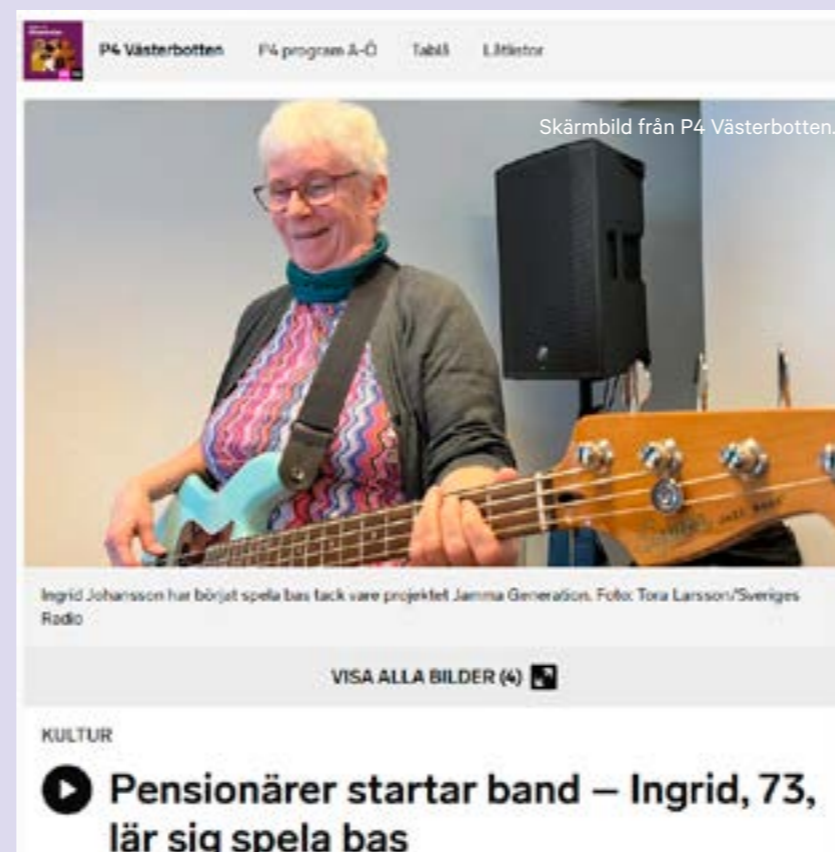 P4 Västerbotten P4 program A-Ö Tablå Låtlistor
Skärmbild från P4 Västerbotten.
Ingrid Johansson har börjat spela bas tack vare projektet Jamma Generation. Foto: Tora Larsson/Sveriges
Radio
VISA ALLA BILDER (4)
KULTUR
Pensionärer startar band – Ingrid, 73,
lär sig spela bas